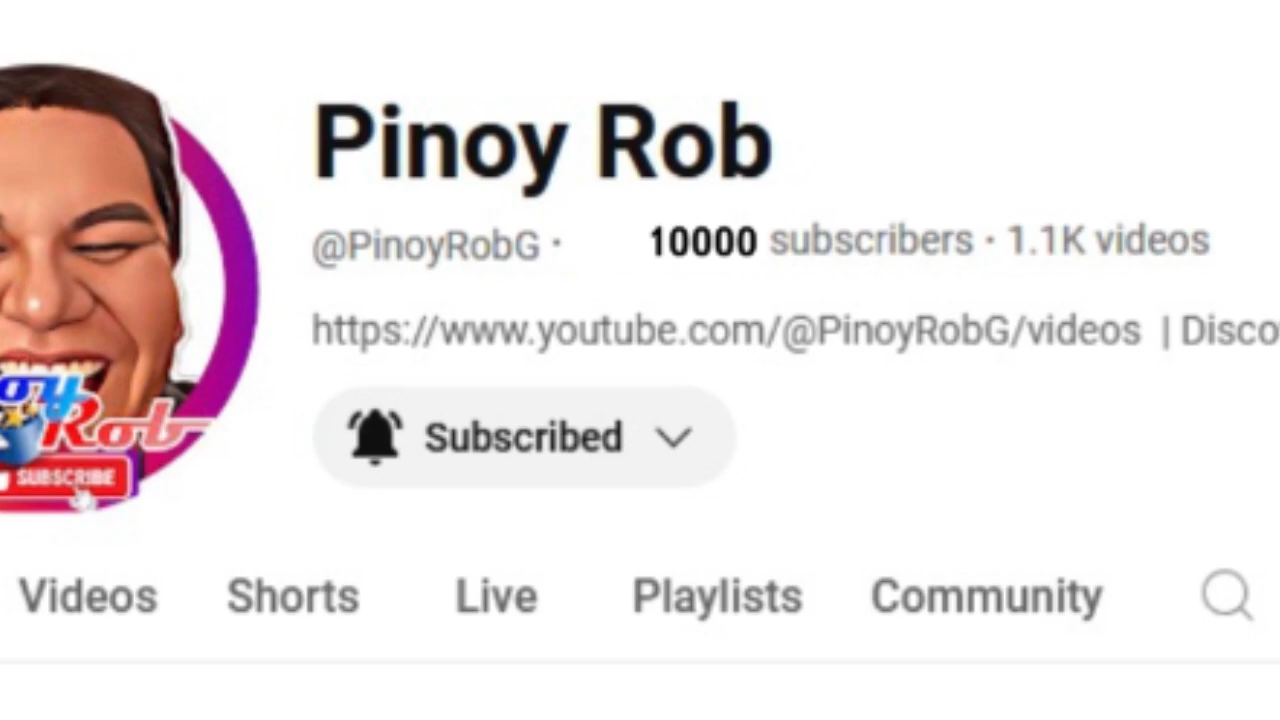 Pinoy Rob
@PinoyRobG · 10000 subscribers · 1.1K videos
https://www.youtube.com/@PinoyRobG/videos | Disco
Subscribed
oy
Rob
SUBSCRIBE
Videos Shorts Live Playlists Community